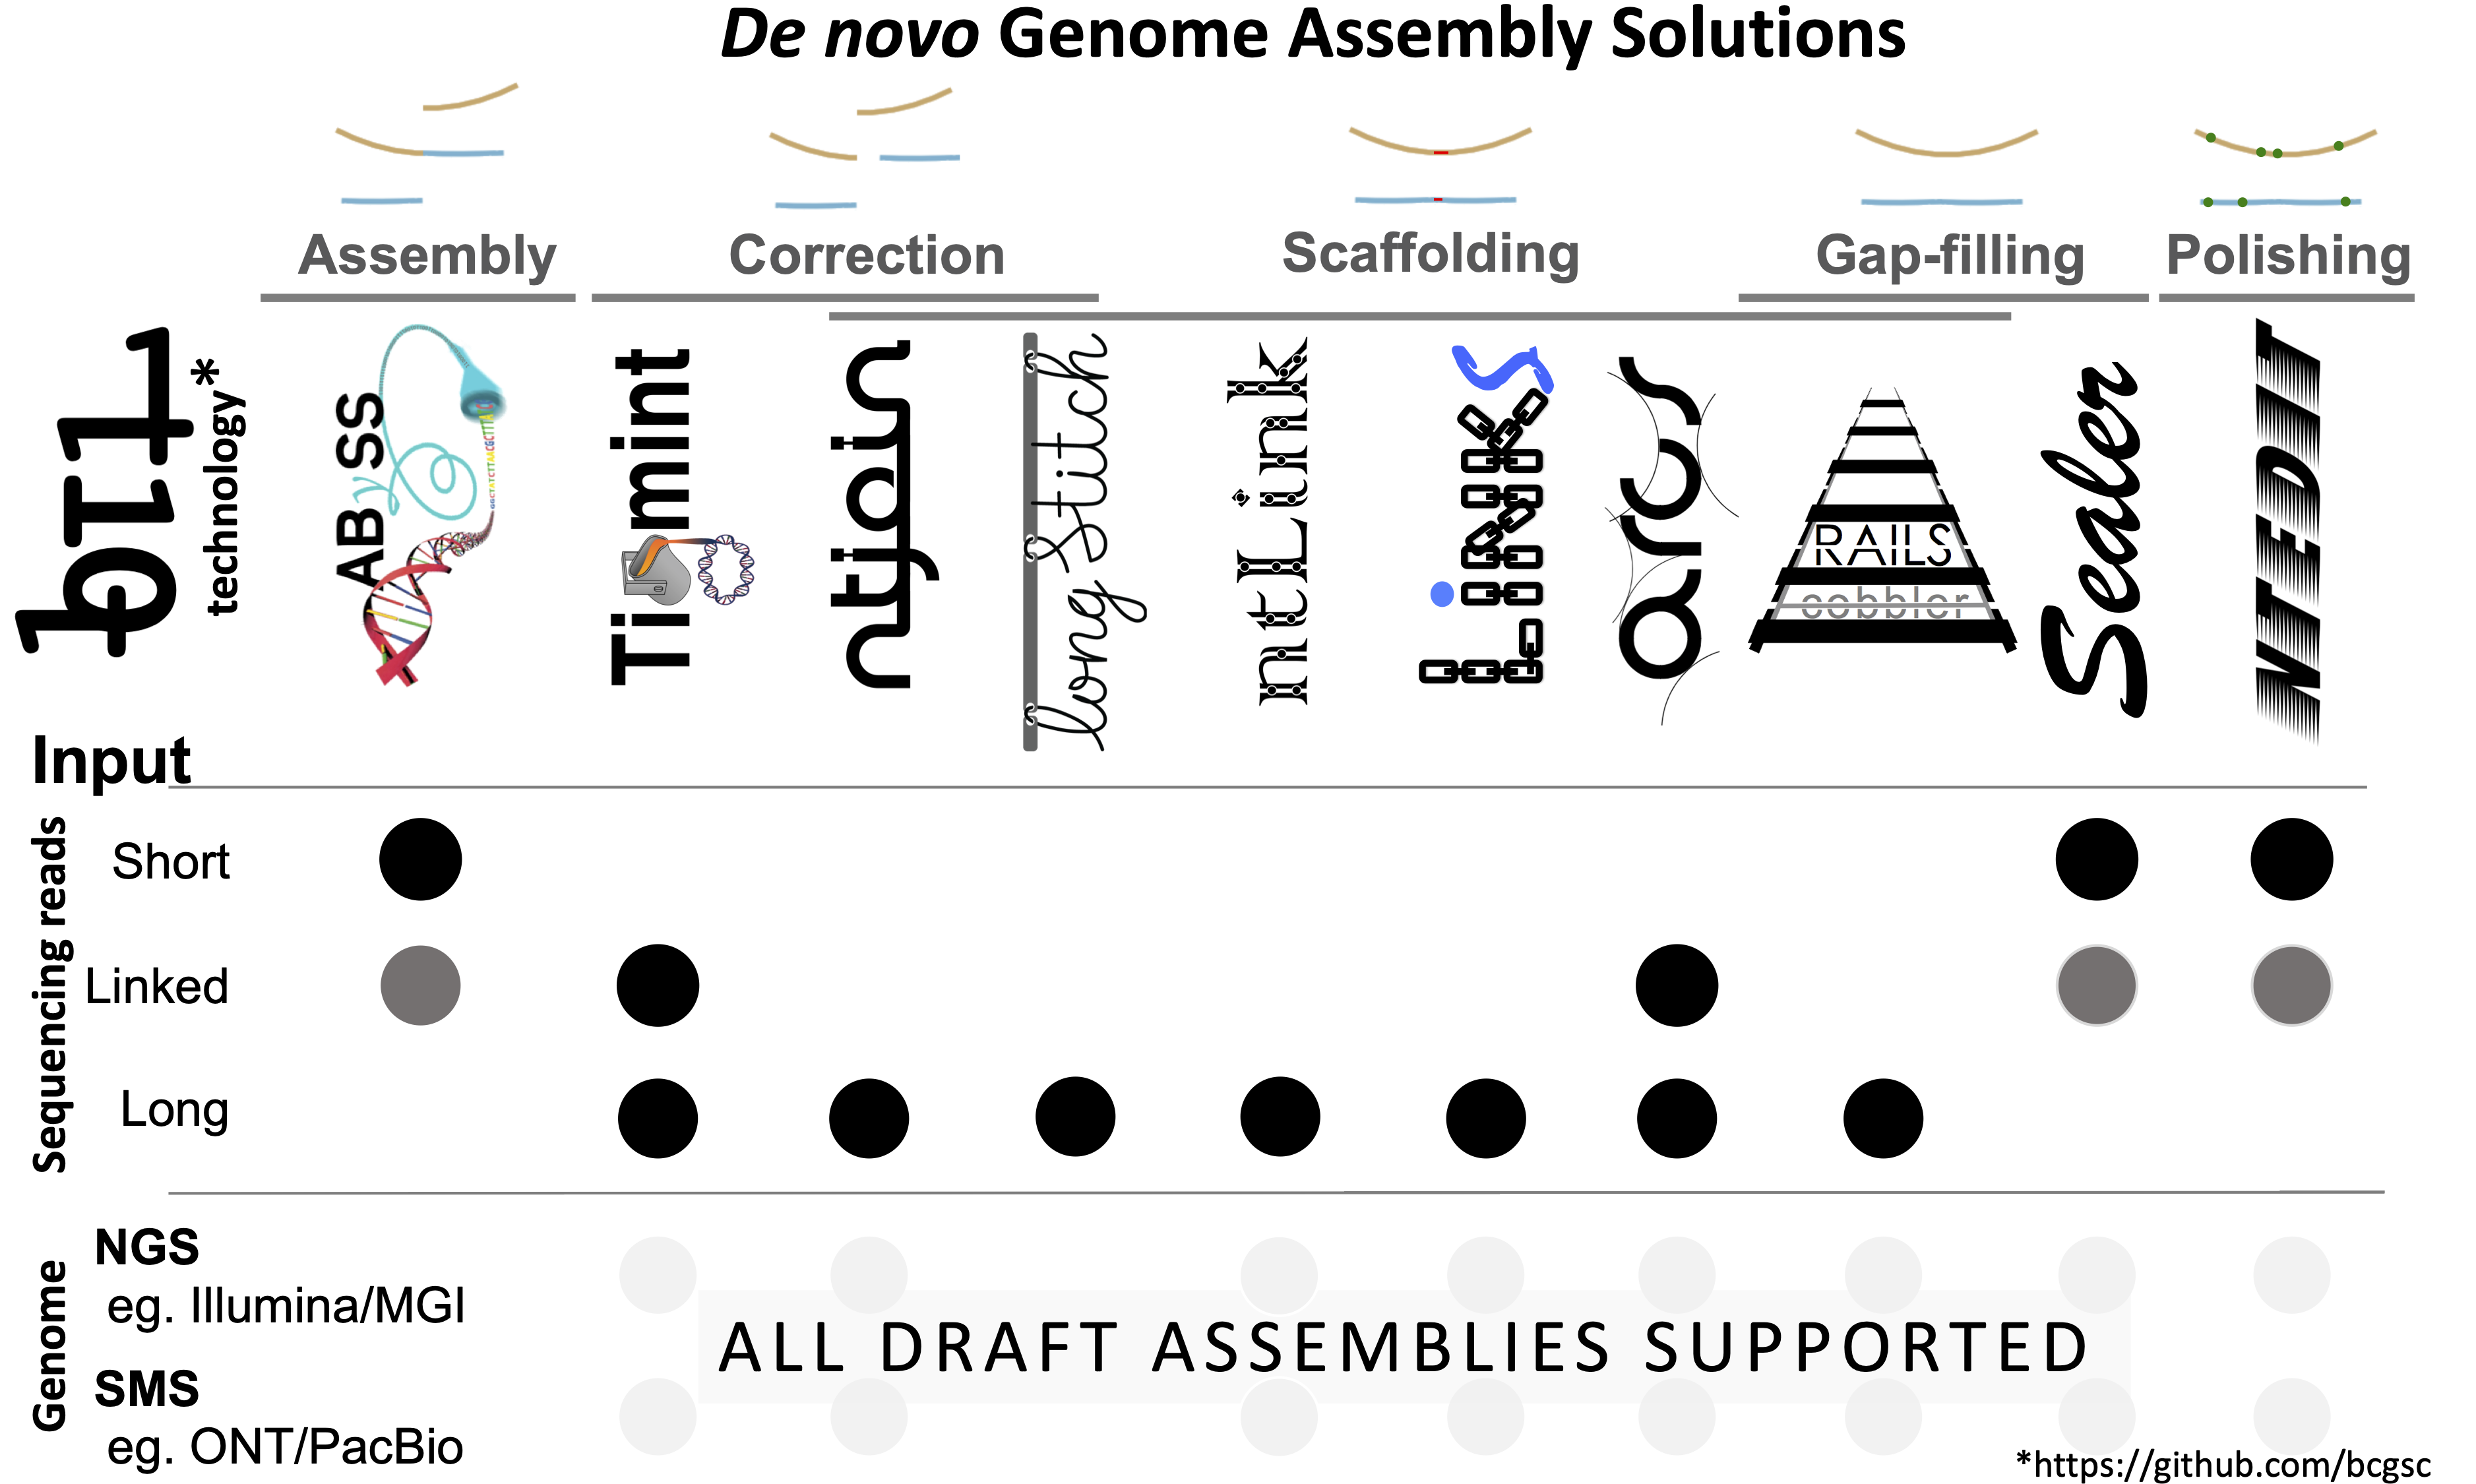 De novo Genome Assembly Solutions
Assembly
Correction
Scaffolding
Gap-filling
Polishing
btl
technology*
ABySS
Tigmint
ntJoin
longStitch
ntLink
LINKS
arcs
RAILS
cobbler
Sealer
NTEDIT
Input
Sequencing reads
Short
Linked
Long
Genome
NGS
eg. Illumina/MGI
SMS
eg. ONT/PacBio
ALL DRAFT ASSEMBLIES SUPPORTED
*https://github.com/bcgsc